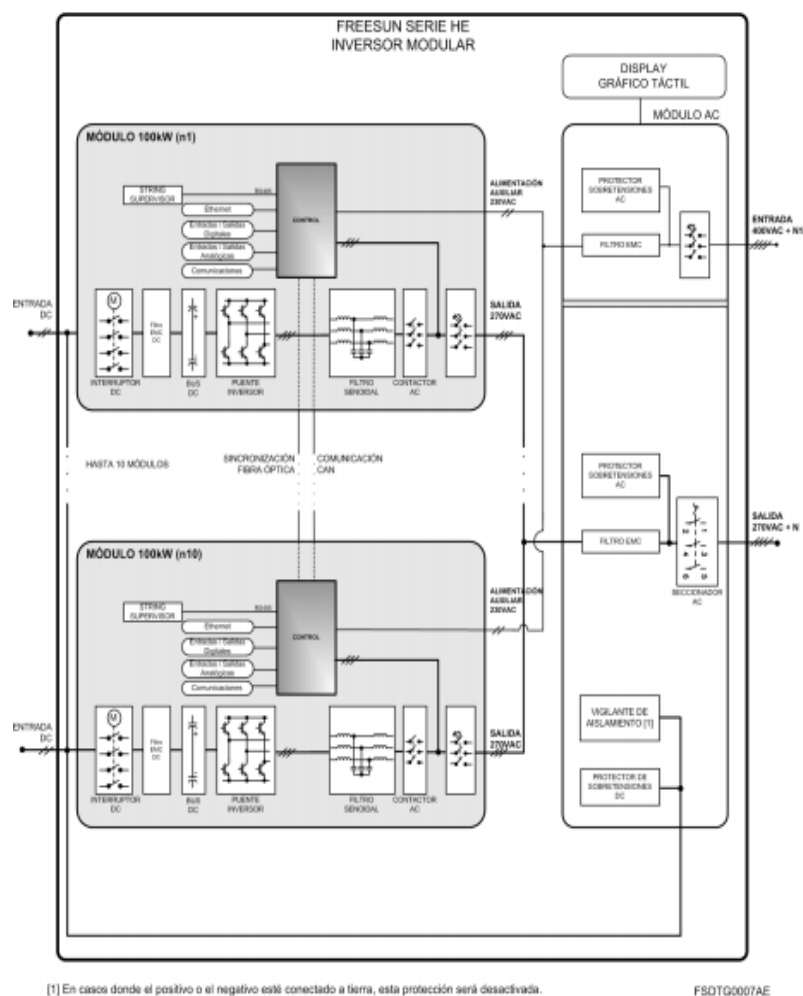 FREESUN SERIE HE
INVERSOR MODULAR
DISPLAY
GRÁFICO TÁCTIL
MÓDULO AC
MÓDULO 100kW (n1)
STRING
SUPERVISOR
RS485
Ethernet
Entradas / Salidas
Digitales
Entradas / Salidas
Analógicas
Comunicaciones
CONTROL
ALIMENTACIÓN
AUXILIAR
230VAC
PROTECTOR
SOBRETENSIONES
AC
FILTRO EMC
ENTRADA
400VAC + N
ENTRADA
DC
M
INTERRUPTOR
DC
Filtro
EMC
DC
BUS
DC
PUENTE
INVERSOR
FILTRO
SENOIDAL
CONTACTOR
AC
SALIDA
270VAC
HASTA 10 MÓDULOS
SINCRONIZACIÓN
FIBRA ÓPTICA
COMUNICACIÓN
CAN
PROTECTOR
SOBRETENSIONES
AC
FILTRO EMC
SECCIONADOR
AC
SALIDA
270VAC + N
MÓDULO 100kW (n10)
STRING
SUPERVISOR
RS485
Ethernet
Entradas / Salidas
Digitales
Entradas / Salidas
Analógicas
Comunicaciones
CONTROL
ALIMENTACIÓN
AUXILIAR
230VAC
ENTRADA
DC
M
INTERRUPTOR
DC
Filtro
EMC
DC
BUS
DC
PUENTE
INVERSOR
FILTRO
SENOIDAL
CONTACTOR
AC
SALIDA
270VAC
VIGILANTE DE
AISLAMIENTO [1]
PROTECTOR DE
SOBRETENSIONES
DC
[1] En casos donde el positivo o el negativo esté conectado a tierra, esta protección será desactivada.
FSDTG0007AE